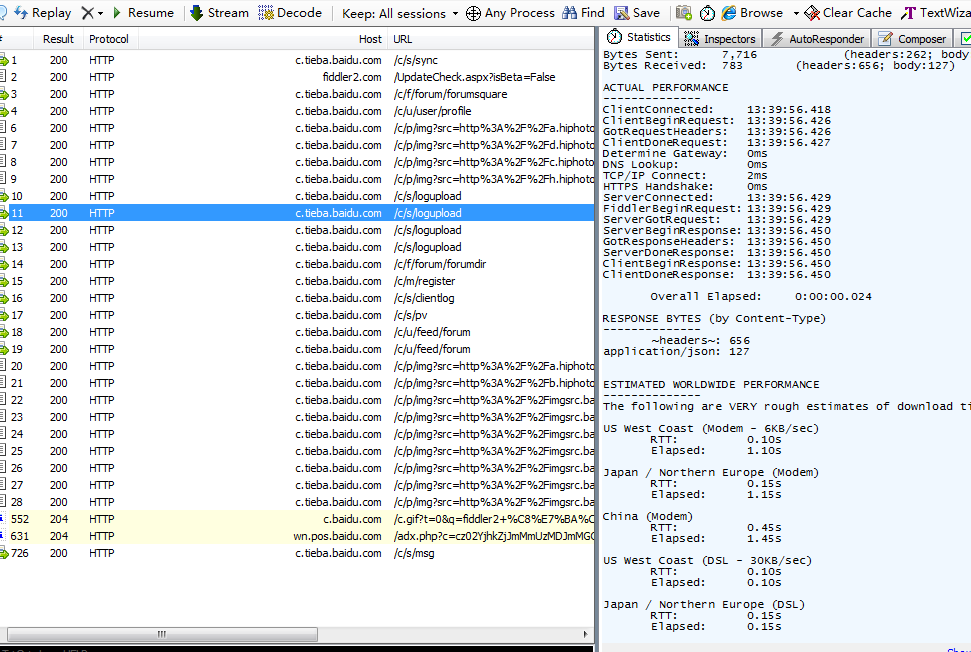 Replay Resume Stream Decode Keep: All sessions Any Process Find Save Browse Clear Cache TextWiza
# Result Protocol Host URL
1 200 HTTP c.tieba.baidu.com /c/s/sync
2 200 HTTP fiddler2.com /UpdateCheck.aspx?isBeta=False
3 200 HTTP c.tieba.baidu.com /c/f/forum/forumsquare
4 200 HTTP c.tieba.baidu.com /c/u/user/profile
6 200 HTTP c.tieba.baidu.com /c/p/img?src=http%3A%2F%2Fa.hiphoto
7 200 HTTP c.tieba.baidu.com /c/p/img?src=http%3A%2F%2Fd.hiphoto
8 200 HTTP c.tieba.baidu.com /c/p/img?src=http%3A%2F%2Fc.hiphoto
9 200 HTTP c.tieba.baidu.com /c/p/img?src=http%3A%2F%2Fh.hiphoto
10 200 HTTP c.tieba.baidu.com /c/s/logupload
11 200 HTTP c.tieba.baidu.com /c/s/logupload
12 200 HTTP c.tieba.baidu.com /c/s/logupload
13 200 HTTP c.tieba.baidu.com /c/s/logupload
14 200 HTTP c.tieba.baidu.com /c/f/forum/forumdir
15 200 HTTP c.tieba.baidu.com /c/m/register
16 200 HTTP c.tieba.baidu.com /c/s/clientlog
17 200 HTTP c.tieba.baidu.com /c/s/pv
18 200 HTTP c.tieba.baidu.com /c/u/feed/forum
19 200 HTTP c.tieba.baidu.com /c/u/feed/forum
20 200 HTTP c.tieba.baidu.com /c/p/img?src=http%3A%2F%2Fa.hiphoto
21 200 HTTP c.tieba.baidu.com /c/p/img?src=http%3A%2F%2Fb.hiphoto
22 200 HTTP c.tieba.baidu.com /c/p/img?src=http%3A%2F%2Fimgsrc.ba
23 200 HTTP c.tieba.baidu.com /c/p/img?src=http%3A%2F%2Fimgsrc.ba
24 200 HTTP c.tieba.baidu.com /c/p/img?src=http%3A%2F%2Fimgsrc.ba
25 200 HTTP c.tieba.baidu.com /c/p/img?src=http%3A%2F%2Fimgsrc.ba
26 200 HTTP c.tieba.baidu.com /c/p/img?src=http%3A%2F%2Fimgsrc.ba
27 200 HTTP c.tieba.baidu.com /c/p/img?src=http%3A%2F%2Fimgsrc.ba
28 200 HTTP c.tieba.baidu.com /c/p/img?src=http%3A%2F%2Fimgsrc.ba
552 204 HTTP c.baidu.com /c.gif?t=0&q=fiddler2+%C8%E7%BA%C
631 204 HTTP wn.pos.baidu.com /adx.php?c=cz02YjhkZjJmMmUzMDJmMGQ
726 200 HTTP c.tieba.baidu.com /c/s/msg
Statistics Inspectors AutoResponder Composer
Bytes Sent: 7,716 (headers:262; body
Bytes Received: 783 (headers:656; body:127)
ACTUAL PERFORMANCE
--------------
ClientConnected: 13:39:56.418
ClientBeginRequest: 13:39:56.426
GotRequestHeaders: 13:39:56.426
ClientDoneRequest: 13:39:56.427
Determine Gateway: 0ms
DNS Lookup: 0ms
TCP/IP Connect: 2ms
HTTPS Handshake: 0ms
ServerConnected: 13:39:56.429
FiddlerBeginRequest: 13:39:56.429
ServerGotRequest: 13:39:56.429
ServerBeginResponse: 13:39:56.450
GotResponseHeaders: 13:39:56.450
ServerDoneResponse: 13:39:56.450
ClientBeginResponse: 13:39:56.450
ClientDoneResponse: 13:39:56.450
Overall Elapsed: 0:00:00.024
RESPONSE BYTES (by Content-Type)
--------------
~headers~: 656
application/json: 127
ESTIMATED WORLDWIDE PERFORMANCE
--------------
The following are VERY rough estimates of download ti
US West Coast (Modem - 6KB/sec)
RTT: 0.10s
Elapsed: 1.10s
Japan / Northern Europe (Modem)
RTT: 0.15s
Elapsed: 1.15s
China (Modem)
RTT: 0.45s
Elapsed: 1.45s
US West Coast (DSL - 30KB/sec)
RTT: 0.10s
Elapsed: 0.10s
Japan / Northern Europe (DSL)
RTT: 0.15s
Elapsed: 0.15s